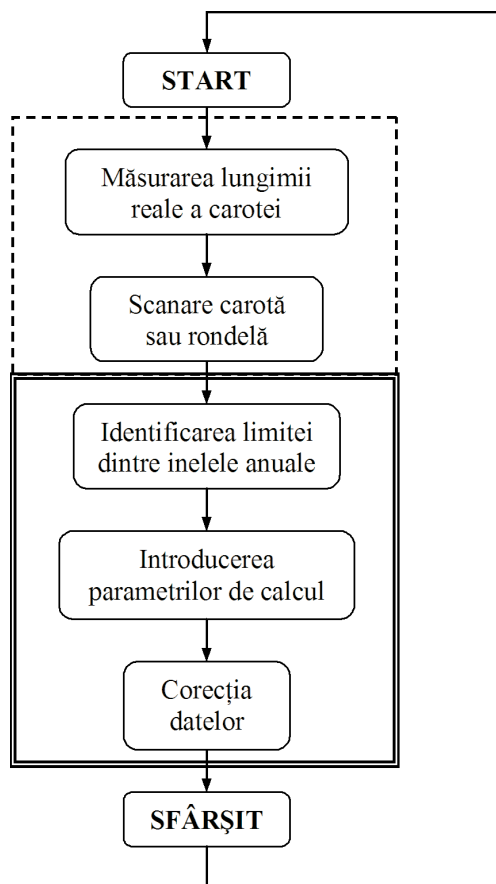 START
Măsurarea lungimii
reale a carotei
Scanare carotă
sau rondelă
Identificarea limitei
dintre inelele anuale
Introducerea
parametrilor de calcul
Corecția
datelor
SFÂRŞIT